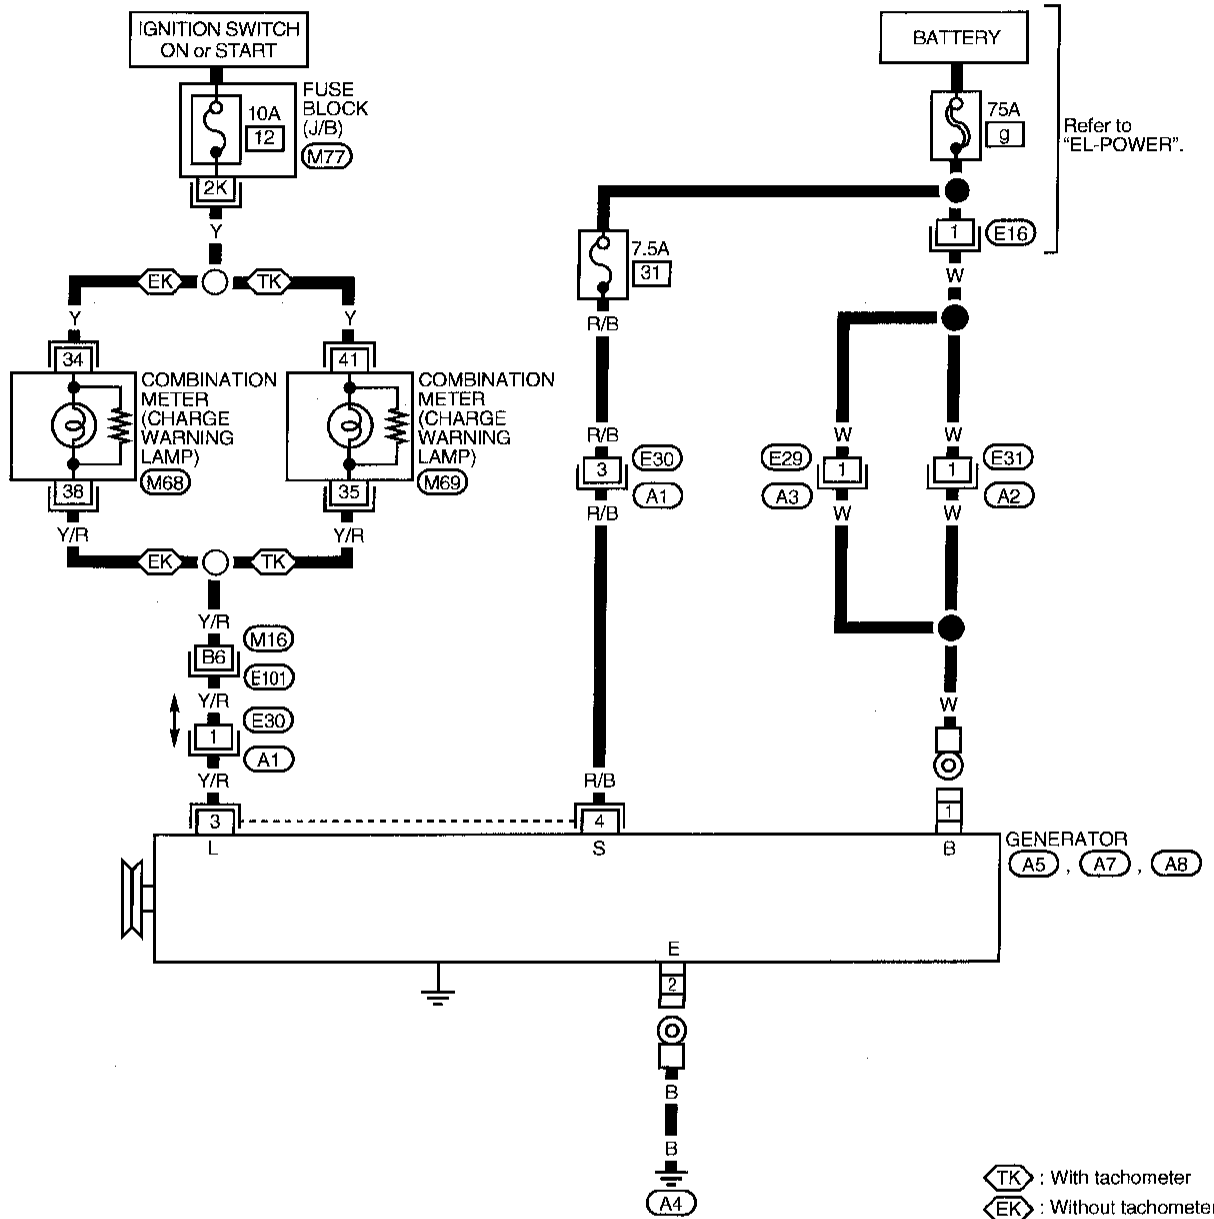 IGNITION SWITCH
ON or START
BATTERY
FUSE
BLOCK
(J/B)
10A
12
M77
2K
75A
g
Refer to
"EL-POWER".
Y
7.5A
31
1
E16
W
EK
TK
R/B
Y
Y
34
41
COMBINATION
METER
(CHARGE
WARNING
LAMP)
M68
COMBINATION
METER
(CHARGE
WARNING
LAMP)
M69
38
35
R/B
3
E30
A1
R/B
W
W
E29
1
A3
1
E31
A2
W
W
Y/R
Y/R
EK
TK
Y/R
M16
B6
E101
Y/R
E30
1
A1
Y/R
R/B
W
3
4
1
L
S
B
GENERATOR
A5 , A7 , A8
E
2
B
B
A4
TK : With tachometer
EK : Without tachometer